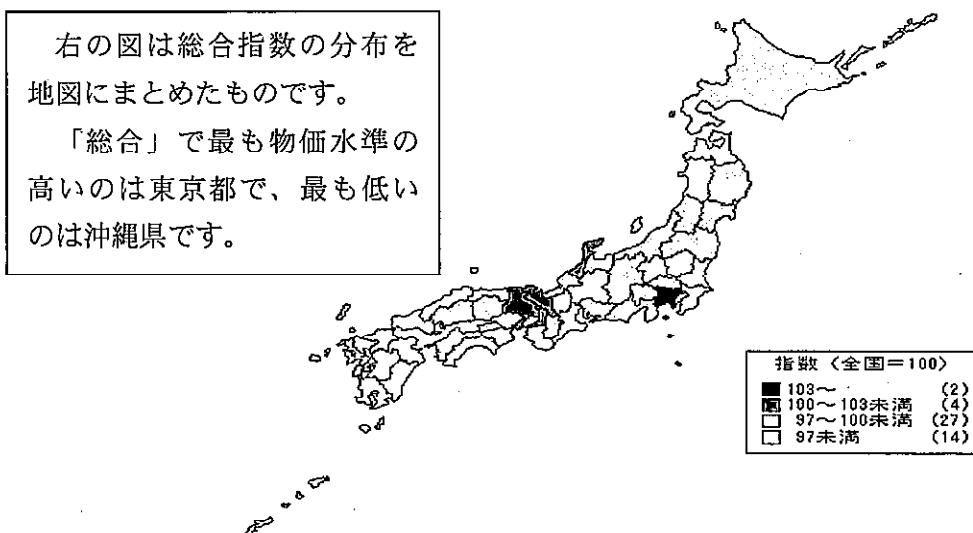 右の図は総合指数の分布を
地図にまとめたものです。
「総合」で最も物価水準の
高いのは東京都で、最も低い
のは沖縄県です。
指数〈全国=100〉
103～ (2)
100～103未満 (4)
97～100未満 (27)
97未満 (14)